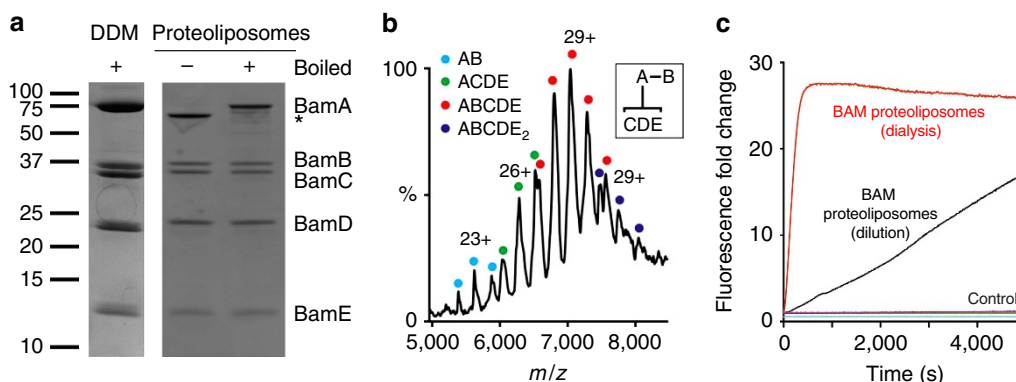 a
DDM Proteoliposomes
+ − + Boiled
100
75
50
37
25
20
15
10
BamA
*
BamB
BamC
BamD
BamE
b
AB
ACDE
ABCDE
ABCDE2
29+
26+
23+
29+
A–B
CDE
100
%
0
5,000 6,000 7,000 8,000
m/z
c
Fluorescence fold change
30
20
10
0
BAM proteoliposomes
(dialysis)
BAM
proteoliposomes
(dilution)
Control
0 2,000 4,000
Time (s)